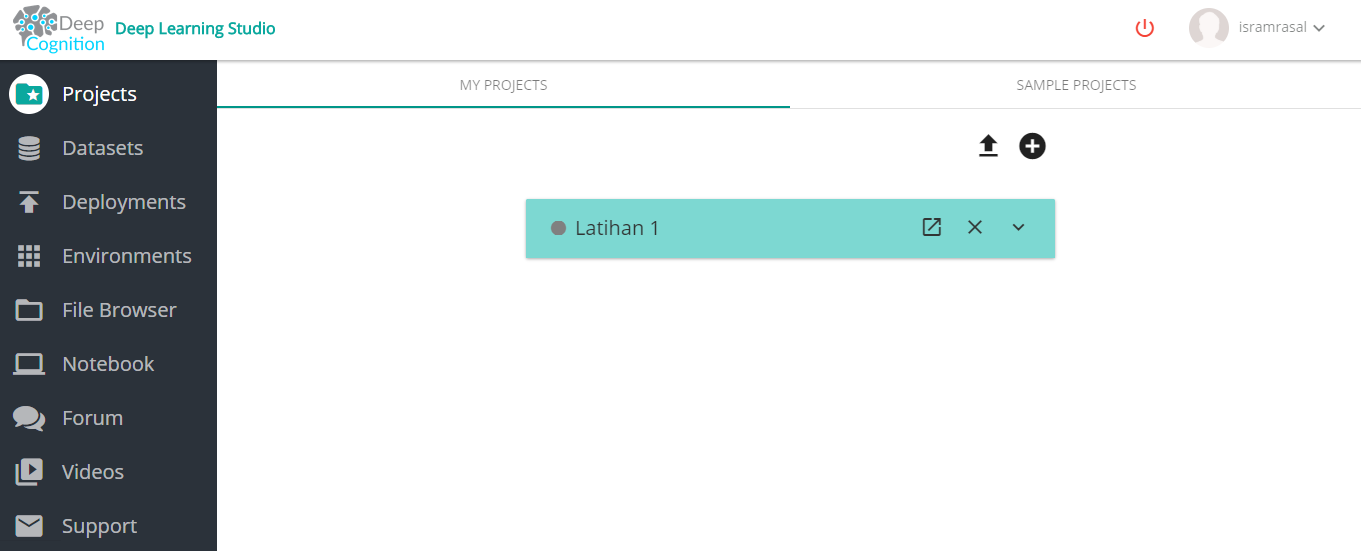 Deep
Cognition
Deep Learning Studio
isramrasal
Projects
Datasets
Deployments
Environments
File Browser
Notebook
Forum
Videos
Support
MY PROJECTS
SAMPLE PROJECTS
Latihan 1